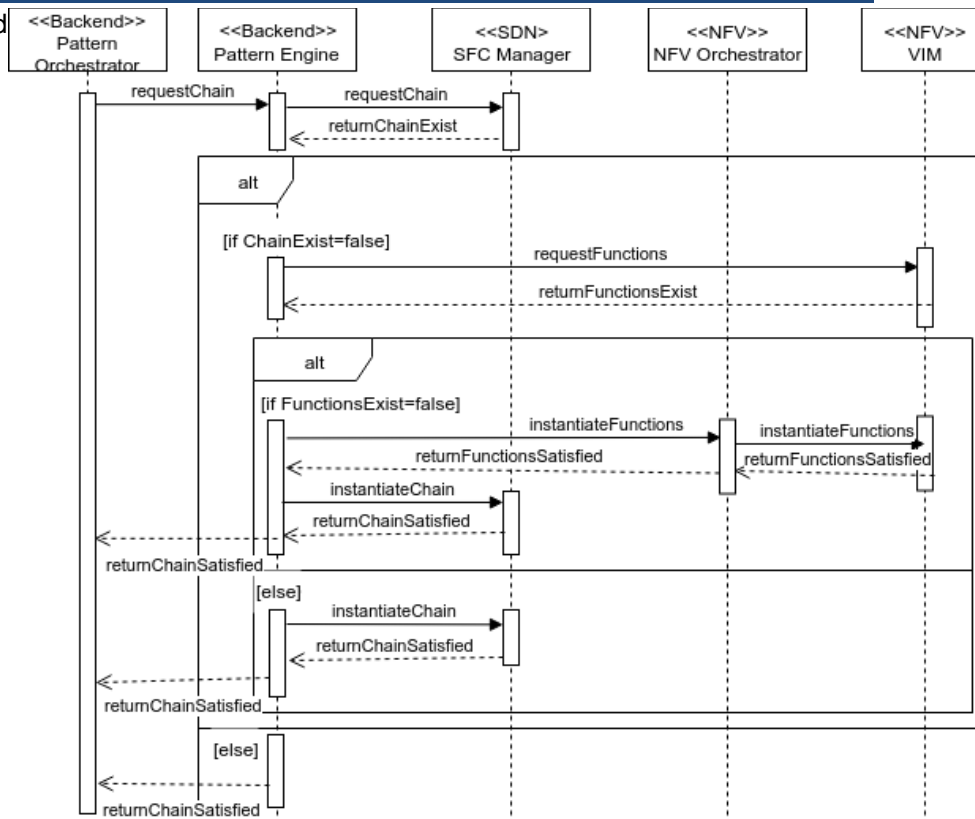 d
<<Backend>>
Pattern
Orchestrator
<<Backend>>
Pattern Engine
<<SDN>>
SFC Manager
<<NFV>>
NFV Orchestrator
<<NFV>>
VIM
requestChain
requestChain
returnChainExist
alt
[if ChainExist=false]
requestFunctions
returnFunctionsExist
alt
[if FunctionsExist=false]
instantiateFunctions
instantiateFunctions
returnFunctionsSatisfied
returnFunctionsSatisfied
instantiateChain
returnChainSatisfied
returnChainSatisfied
[else]
instantiateChain
returnChainSatisfied
returnChainSatisfied
[else]
returnChainSatisfied